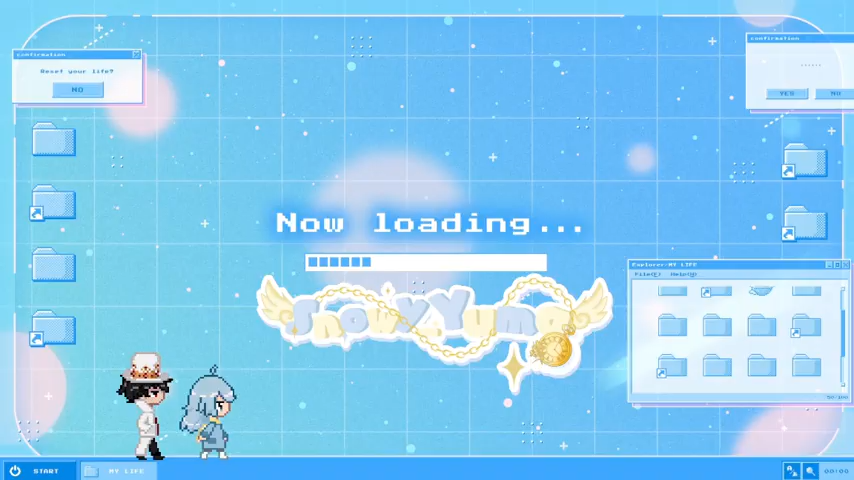 confirmation
Reset your life?
NO
confirmation
......
YES
NO
Now loading...
SnowyYuma
Explorer-MY LIFE
File(F) Help(H)
START
MY LIFE
00:00